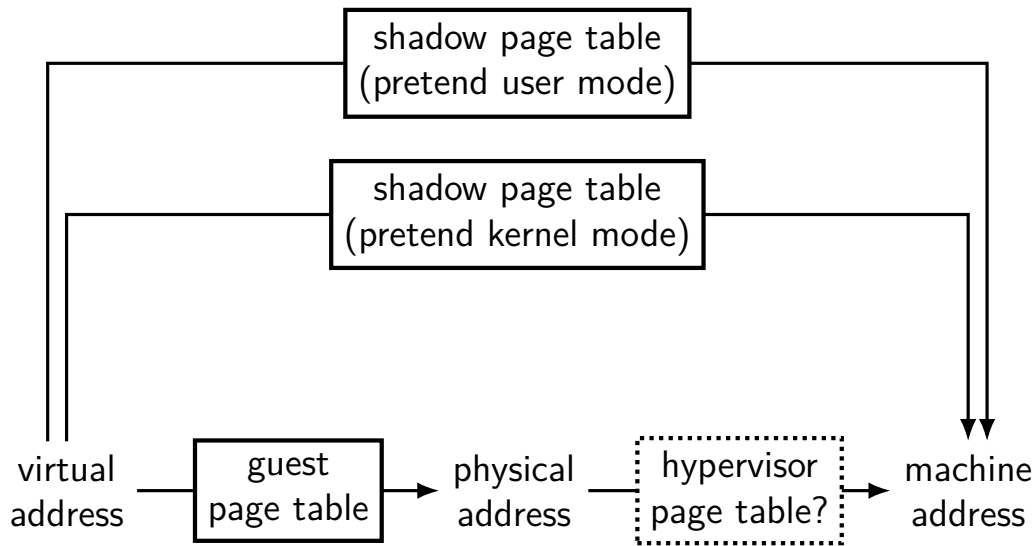 shadow page table
(pretend user mode)
shadow page table
(pretend kernel mode)
virtual
address
guest
page table
physical
address
hypervisor
page table?
machine
address